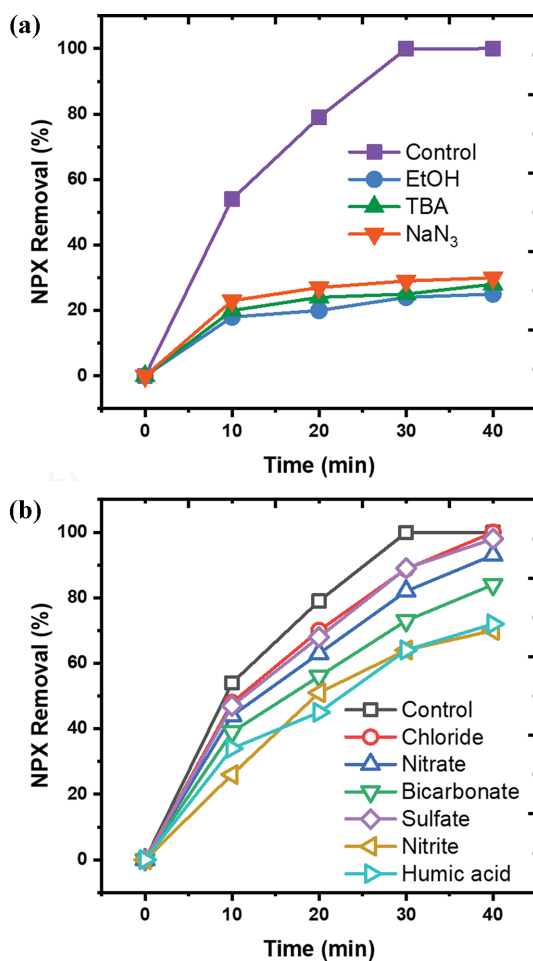 (a)
NPX Removal (%)
100
80
60
40
20
0
Control
EtOH
TBA
NaN₃
0 10 20 30 40
Time (min)
(b)
NPX Removal (%)
100
80
60
40
20
0
Control
Chloride
Nitrate
Bicarbonate
Sulfate
Nitrite
Humic acid
0 10 20 30 40
Time (min)